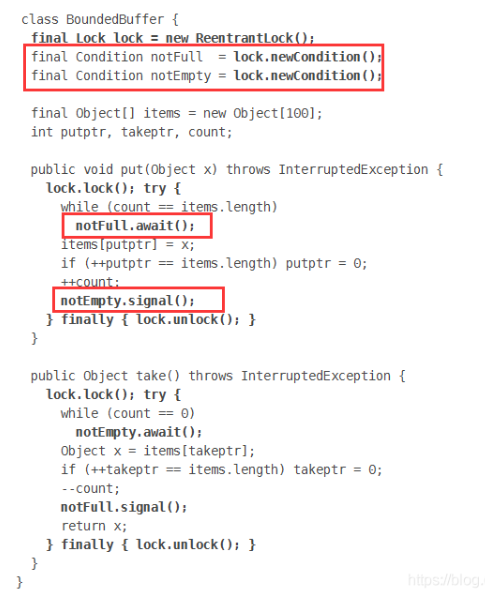 class BoundedBuffer {
  final Lock lock = new ReentrantLock();
  final Condition notFull  = lock.newCondition();
  final Condition notEmpty = lock.newCondition();

  final Object[] items = new Object[100];
  int putptr, takeptr, count;

  public void put(Object x) throws InterruptedException {
    lock.lock(); try {
      while (count == items.length)
        notFull.await();
      items[putptr] = x;
      if (++putptr == items.length) putptr = 0;
      ++count;
      notEmpty.signal();
    } finally { lock.unlock(); }
  }

  public Object take() throws InterruptedException {
    lock.lock(); try {
      while (count == 0)
        notEmpty.await();
      Object x = items[takeptr];
      if (++takeptr == items.length) takeptr = 0;
      --count;
      notFull.signal();
      return x;
    } finally { lock.unlock(); }
  }
}
https://blog.